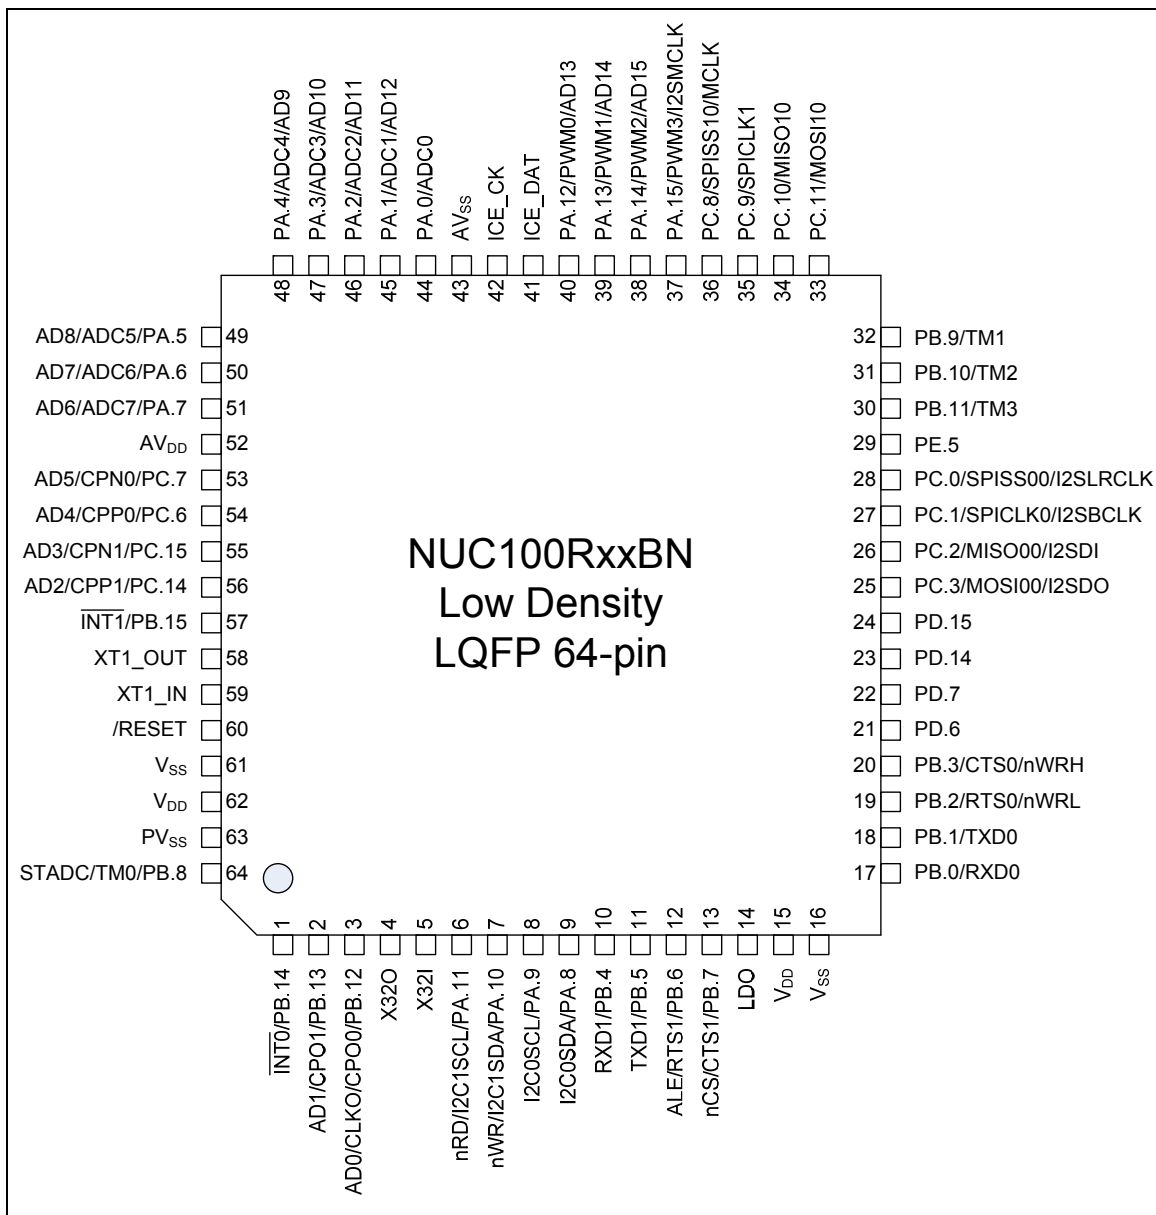 PA.4/ADC4/AD9
PA.3/ADC3/AD10
PA.2/ADC2/AD11
PA.1/ADC1/AD12
PA.0/ADC0
AVSS
ICE_CK
ICE_DAT
PA.12/PWM0/AD13
PA.13/PWM1/AD14
PA.14/PWM2/AD15
PA.15/PWM3/I2SMCLK
PC.8/SPISS10/MCLK
PC.9/SPICLK1
PC.10/MISO10
PC.11/MOSI10
48
47
46
45
44
43
42
41
40
39
38
37
36
35
34
33
AD8/ADC5/PA.5 49
AD7/ADC6/PA.6 50
AD6/ADC7/PA.7 51
AVDD 52
AD5/CPN0/PC.7 53
AD4/CPP0/PC.6 54
AD3/CPN1/PC.15 55
AD2/CPP1/PC.14 56
INT1/PB.15 57
XT1_OUT 58
XT1_IN 59
/RESET 60
VSS 61
VDD 62
PVSS 63
STADC/TM0/PB.8 64
NUC100RxxBN
Low Density
LQFP 64-pin
32 PB.9/TM1
31 PB.10/TM2
30 PB.11/TM3
29 PE.5
28 PC.0/SPISS00/I2SLRCLK
27 PC.1/SPICLK0/I2SBCLK
26 PC.2/MISO00/I2SDI
25 PC.3/MOSI00/I2SDO
24 PD.15
23 PD.14
22 PD.7
21 PD.6
20 PB.3/CTS0/nWRH
19 PB.2/RTS0/nWRL
18 PB.1/TXD0
17 PB.0/RXD0
1
2
3
4
5
6
7
8
9
10
11
12
13
14
15
16
INT0/PB.14
AD1/CPO1/PB.13
AD0/CLKO/CPO0/PB.12
X32O
X32I
nRD/I2C1SCL/PA.11
nWR/I2C1SDA/PA.10
I2C0SCL/PA.9
I2C0SDA/PA.8
RXD1/PB.4
TXD1/PB.5
ALE/RTS1/PB.6
nCS/CTS1/PB.7
LDO
VDD
VSS